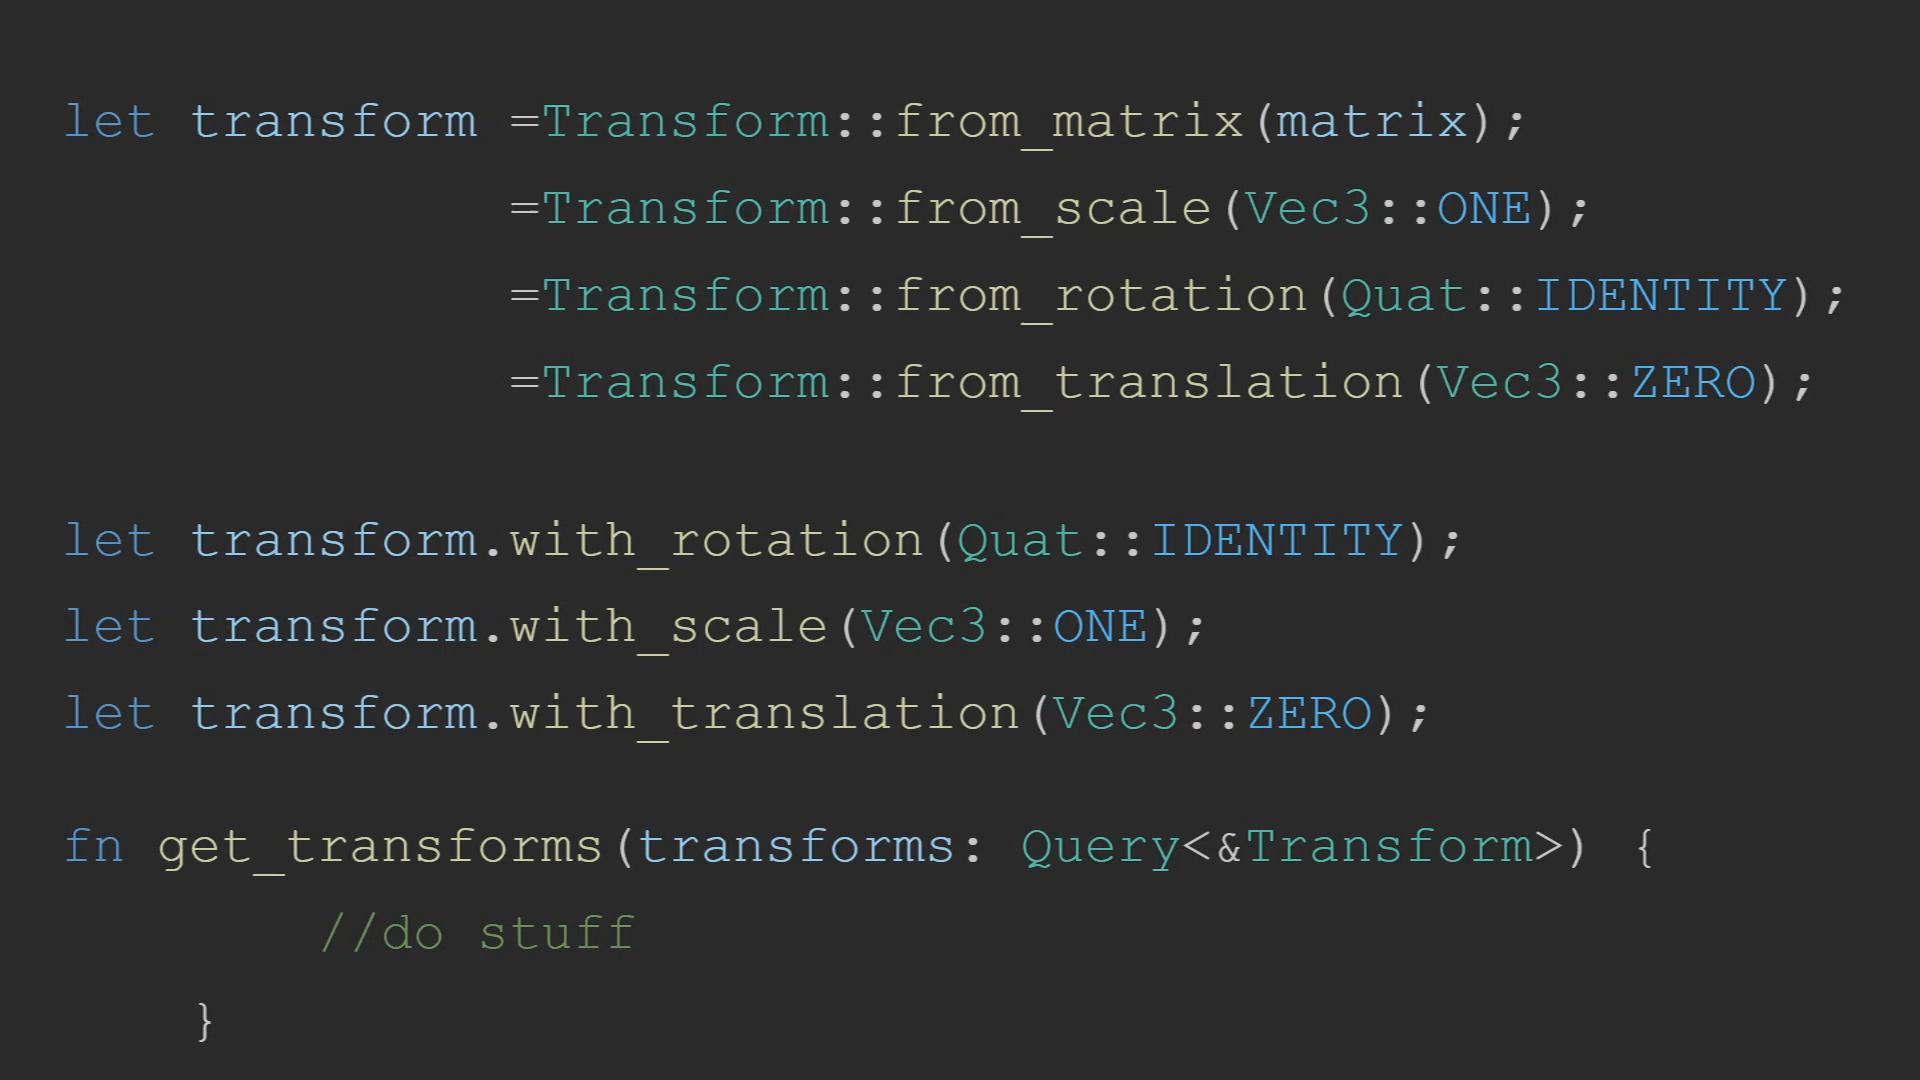 let transform =Transform::from_matrix(matrix);
=Transform::from_scale(Vec3::ONE);
=Transform::from_rotation(Quat::IDENTITY);
=Transform::from_translation(Vec3::ZERO);
let transform.with_rotation(Quat::IDENTITY);
let transform.with_scale(Vec3::ONE);
let transform.with_translation(Vec3::ZERO);
fn get_transforms(transforms: Query<&Transform>) {
//do stuff
}